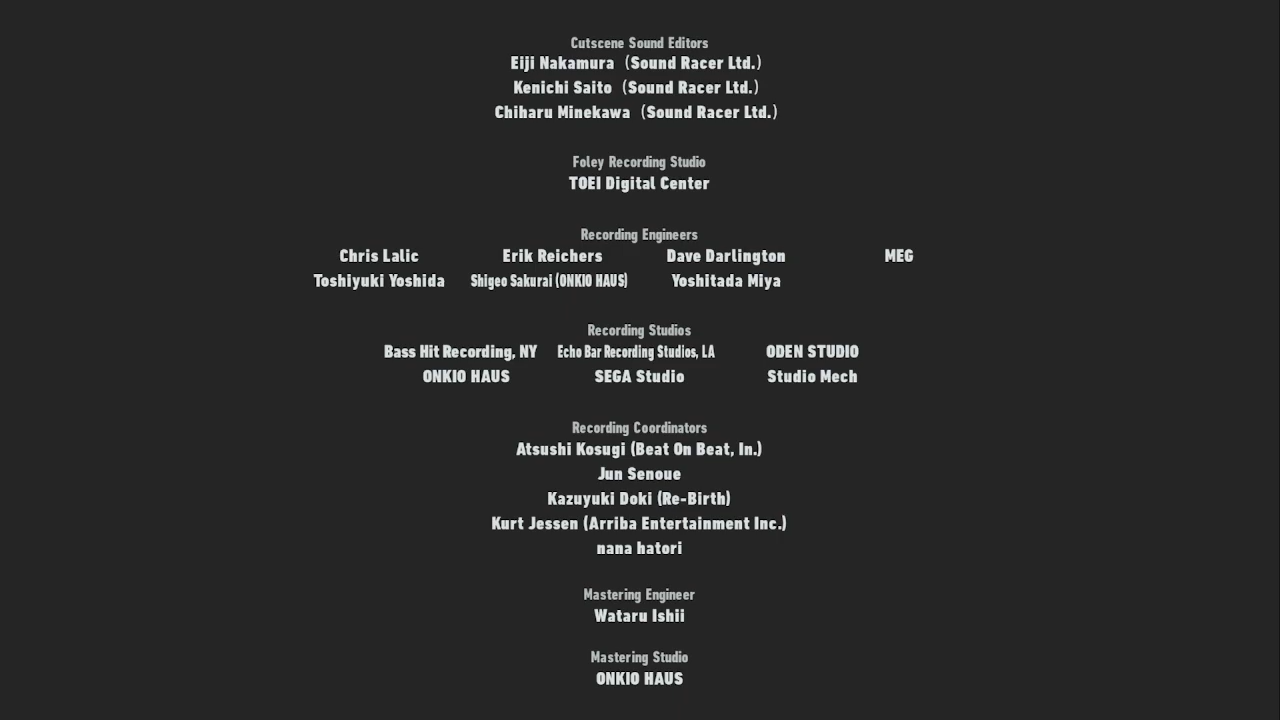 Cutscene Sound Editors
Eiji Nakamura（Sound Racer Ltd.）
Kenichi Saito（Sound Racer Ltd.）
Chiharu Minekawa（Sound Racer Ltd.）
Foley Recording Studio
TOEI Digital Center
Recording Engineers
Chris Lalic Erik Reichers Dave Darlington MEG
Toshiyuki Yoshida Shigeo Sakurai (ONKIO HAUS) Yoshitada Miya
Recording Studios
Bass Hit Recording, NY Echo Bar Recording Studios, LA ODEN STUDIO
ONKIO HAUS SEGA Studio Studio Mech
Recording Coordinators
Atsushi Kosugi (Beat On Beat, In.)
Jun Senoue
Kazuyuki Doki (Re-Birth)
Kurt Jessen (Arriba Entertainment Inc.)
nana hatori
Mastering Engineer
Wataru Ishii
Mastering Studio
ONKIO HAUS